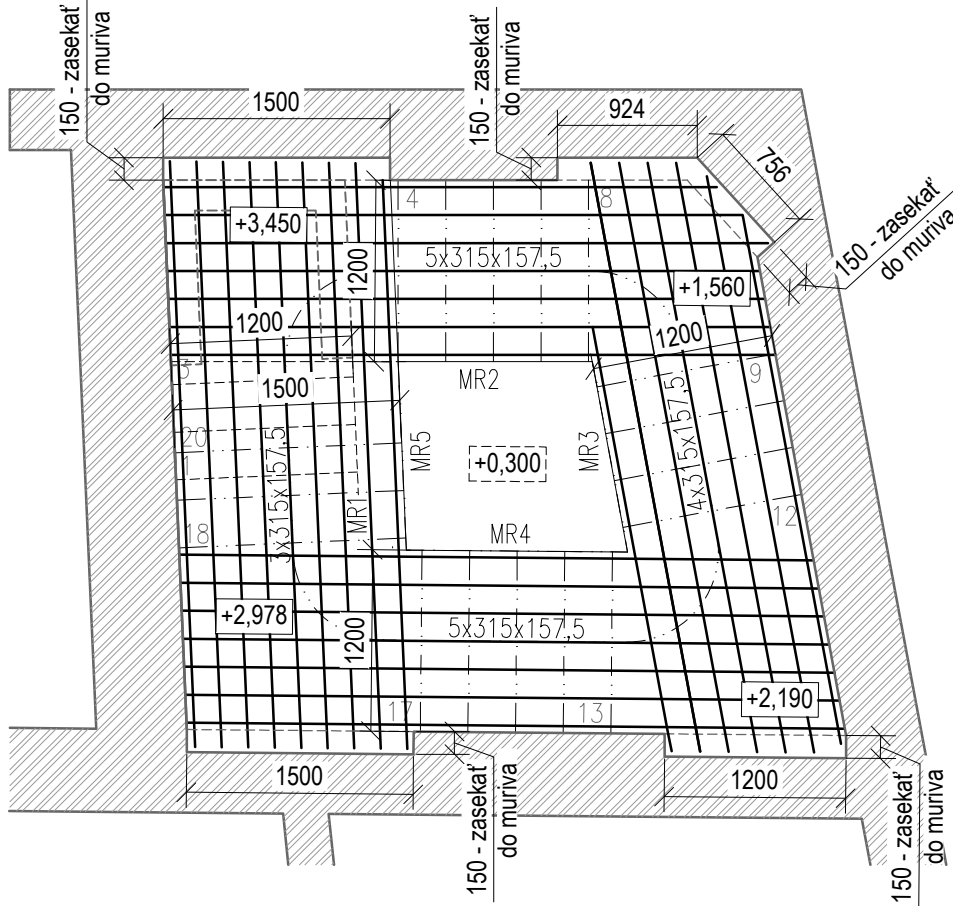 150 - zasekať
do muriva
1500
150 - zasekať
do muriva
924
756
150 - zasekať
do muriva
4
8
+3,450
5x315x157,5
1200
+1,560
1200
1200
3
MR2
9
1500
20
1
3x315x157,5
MR5
+0,300
MR3
4x315x157,5
MR1
12
18
MR4
+2,978
1200
5x315x157,5
+2,190
17
13
1500
150 - zasekať
do muriva
1200
150 - zasekať
do muriva